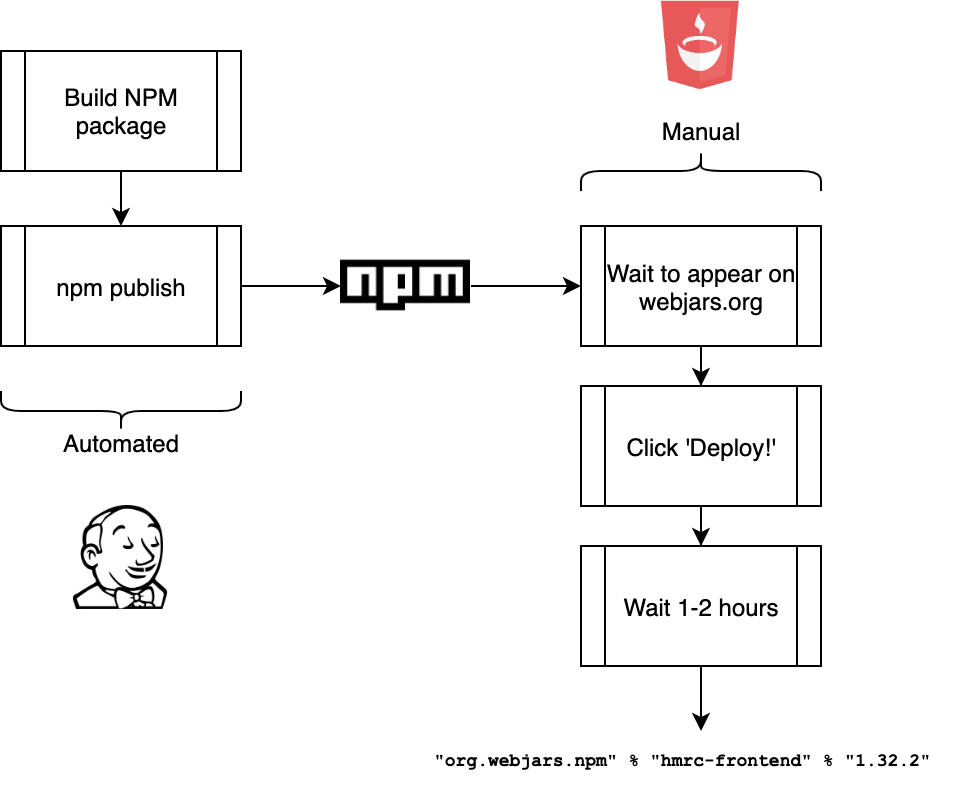 Build NPM
package
npm publish
Automated
npm
Manual
Wait to appear on
webjars.org
Click 'Deploy!'
Wait 1-2 hours
"org.webjars.npm" % "hmrc-frontend" % "1.32.2"